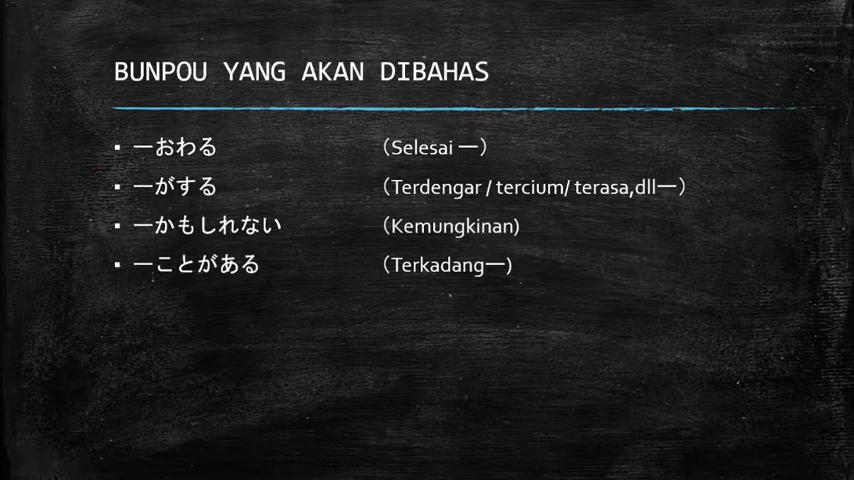 BUNPOU YANG AKAN DIBAHAS
▪ ーおわる （Selesai ー）
▪ ーがする （Terdengar / tercium/ terasa,dllー）
▪ ーかもしれない （Kemungkinan)
▪ ーことがある （Terkadangー)